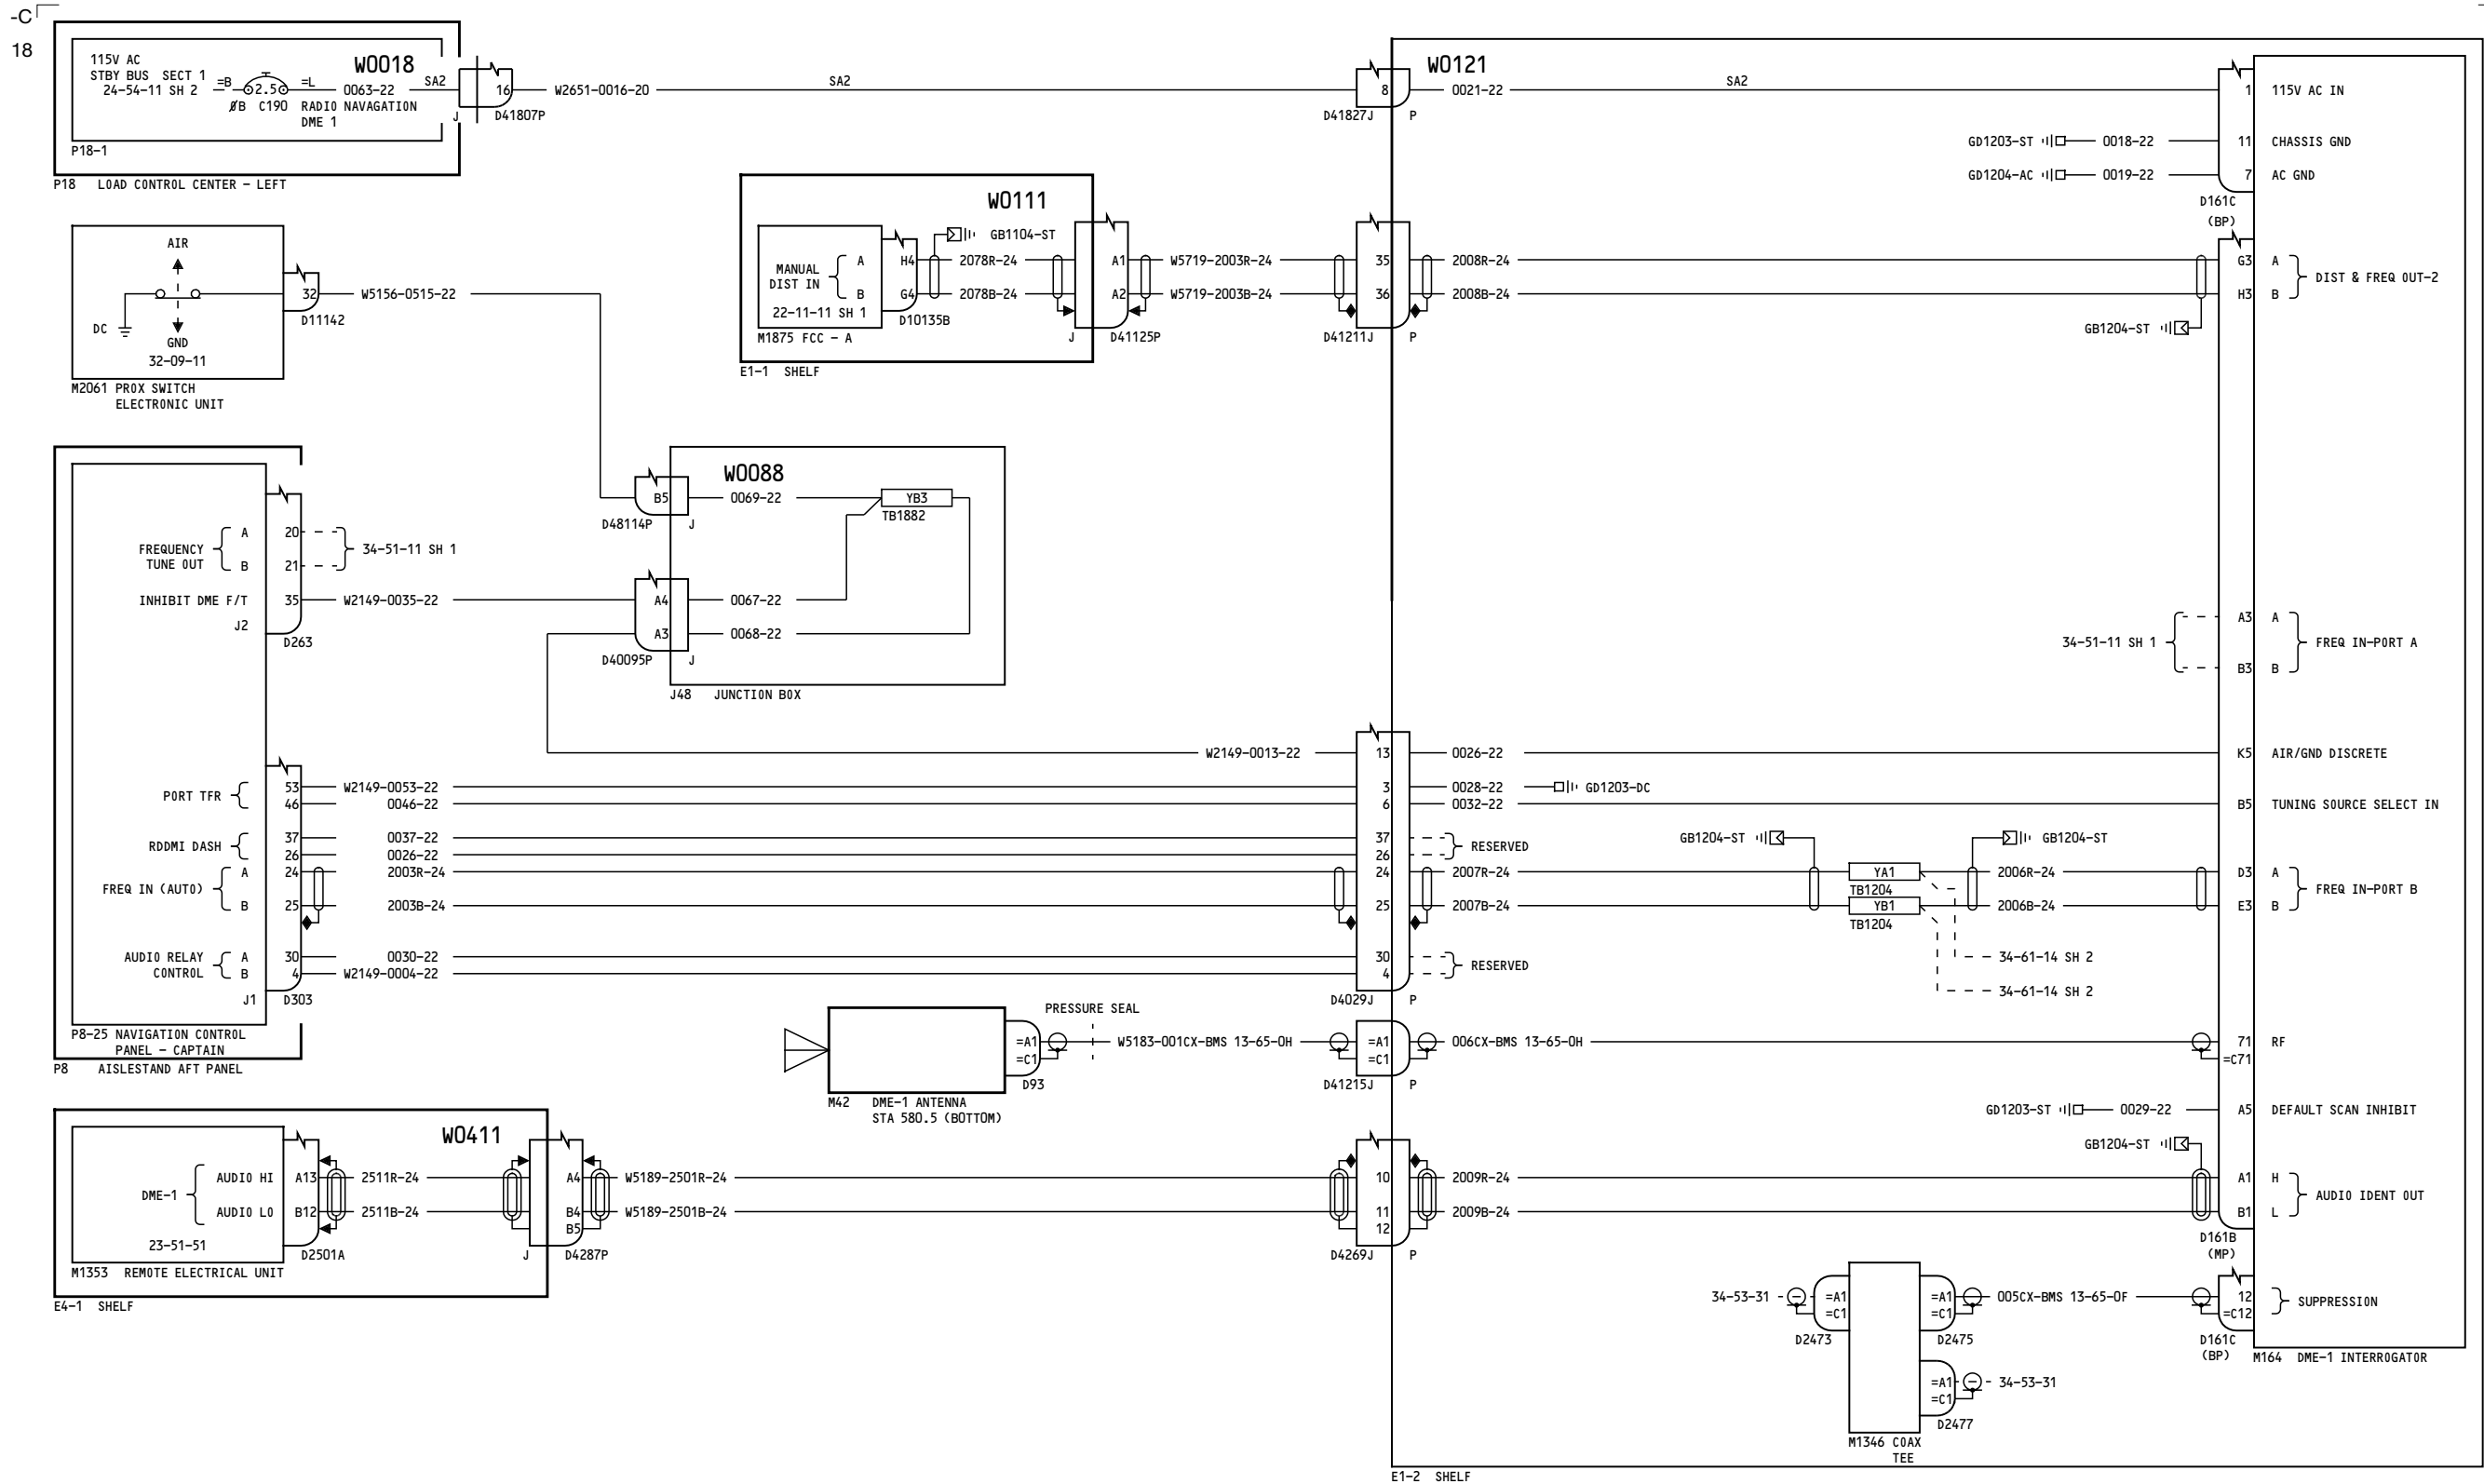 -C
18
115V AC
STBY BUS SECT 1
24-54-11 SH 2
=B
2.5
=L
ØB C190
RADIO NAVAGATION
DME 1
W0018
0063-22
SA2
P18-1
P18 LOAD CONTROL CENTER - LEFT
J
16
D41807P
W2651-0016-20
SA2
8
D41827J
P
W0121
0021-22
SA2
1
115V AC IN
GD1203-ST
0018-22
11
CHASSIS GND
GD1204-AC
0019-22
7
AC GND
D161C
(BP)
AIR
DC
GND
32-09-11
M2061 PROX SWITCH
ELECTRONIC UNIT
32
D11142
W5156-0515-22
W0111
MANUAL
DIST IN
A
B
22-11-11 SH 1
M1875 FCC - A
H4
G4
D10135B
GB1104-ST
2078R-24
2078B-24
J
A1
A2
D41125P
E1-1 SHELF
W5719-2003R-24
W5719-2003B-24
35
36
D41211J
P
2008R-24
2008B-24
G3
A
H3
B
DIST & FREQ OUT-2
GB1204-ST
FREQUENCY
TUNE OUT
A
B
20
21
34-51-11 SH 1
INHIBIT DME F/T
35
J2
D263
W2149-0035-22
W0088
B5
D48114P
J
0069-22
YB3
TB1882
A4
A3
D40095P
J
0067-22
0068-22
J48 JUNCTION BOX
34-51-11 SH 1
A3
A
B3
B
FREQ IN-PORT A
W2149-0013-22
13
0026-22
K5
AIR/GND DISCRETE
PORT TFR
53
46
W2149-0053-22
0046-22
3
6
0028-22
GD1203-DC
0032-22
B5
TUNING SOURCE SELECT IN
RDDMI DASH
37
26
0037-22
0026-22
37
26
RESERVED
FREQ IN (AUTO)
A
B
24
25
2003R-24
2003B-24
24
25
2007R-24
2007B-24
GB1204-ST
YA1
TB1204
YB1
TB1204
GB1204-ST
2006R-24
2006B-24
D3
A
E3
B
FREQ IN-PORT B
34-61-14 SH 2
34-61-14 SH 2
AUDIO RELAY
CONTROL
A
B
30
4
0030-22
W2149-0004-22
30
4
RESERVED
J1
D303
D4029J
P
P8-25 NAVIGATION CONTROL
PANEL - CAPTAIN
P8 AISLESTAND AFT PANEL
M42 DME-1 ANTENNA
STA 580.5 (BOTTOM)
=A1
=C1
D93
PRESSURE SEAL
W5183-001CX-BMS 13-65-0H
=A1
=C1
D41215J
P
006CX-BMS 13-65-0H
71
=C71
RF
GD1203-ST
0029-22
A5
DEFAULT SCAN INHIBIT
GB1204-ST
W0411
DME-1
AUDIO HI
AUDIO LO
23-51-51
M1353 REMOTE ELECTRICAL UNIT
A13
B12
D2501A
2511R-24
2511B-24
J
A4
B4
B5
D4287P
E4-1 SHELF
W5189-2501R-24
W5189-2501B-24
10
11
12
D4269J
P
2009R-24
2009B-24
A1
H
B1
L
AUDIO IDENT OUT
D161B
(MP)
34-53-31
=A1
=C1
D2473
=A1
=C1
D2475
005CX-BMS 13-65-0F
12
=C12
SUPPRESSION
D161C
(BP)
M164 DME-1 INTERROGATOR
=A1
=C1
D2477
34-53-31
M1346 COAX
TEE
E1-2 SHELF